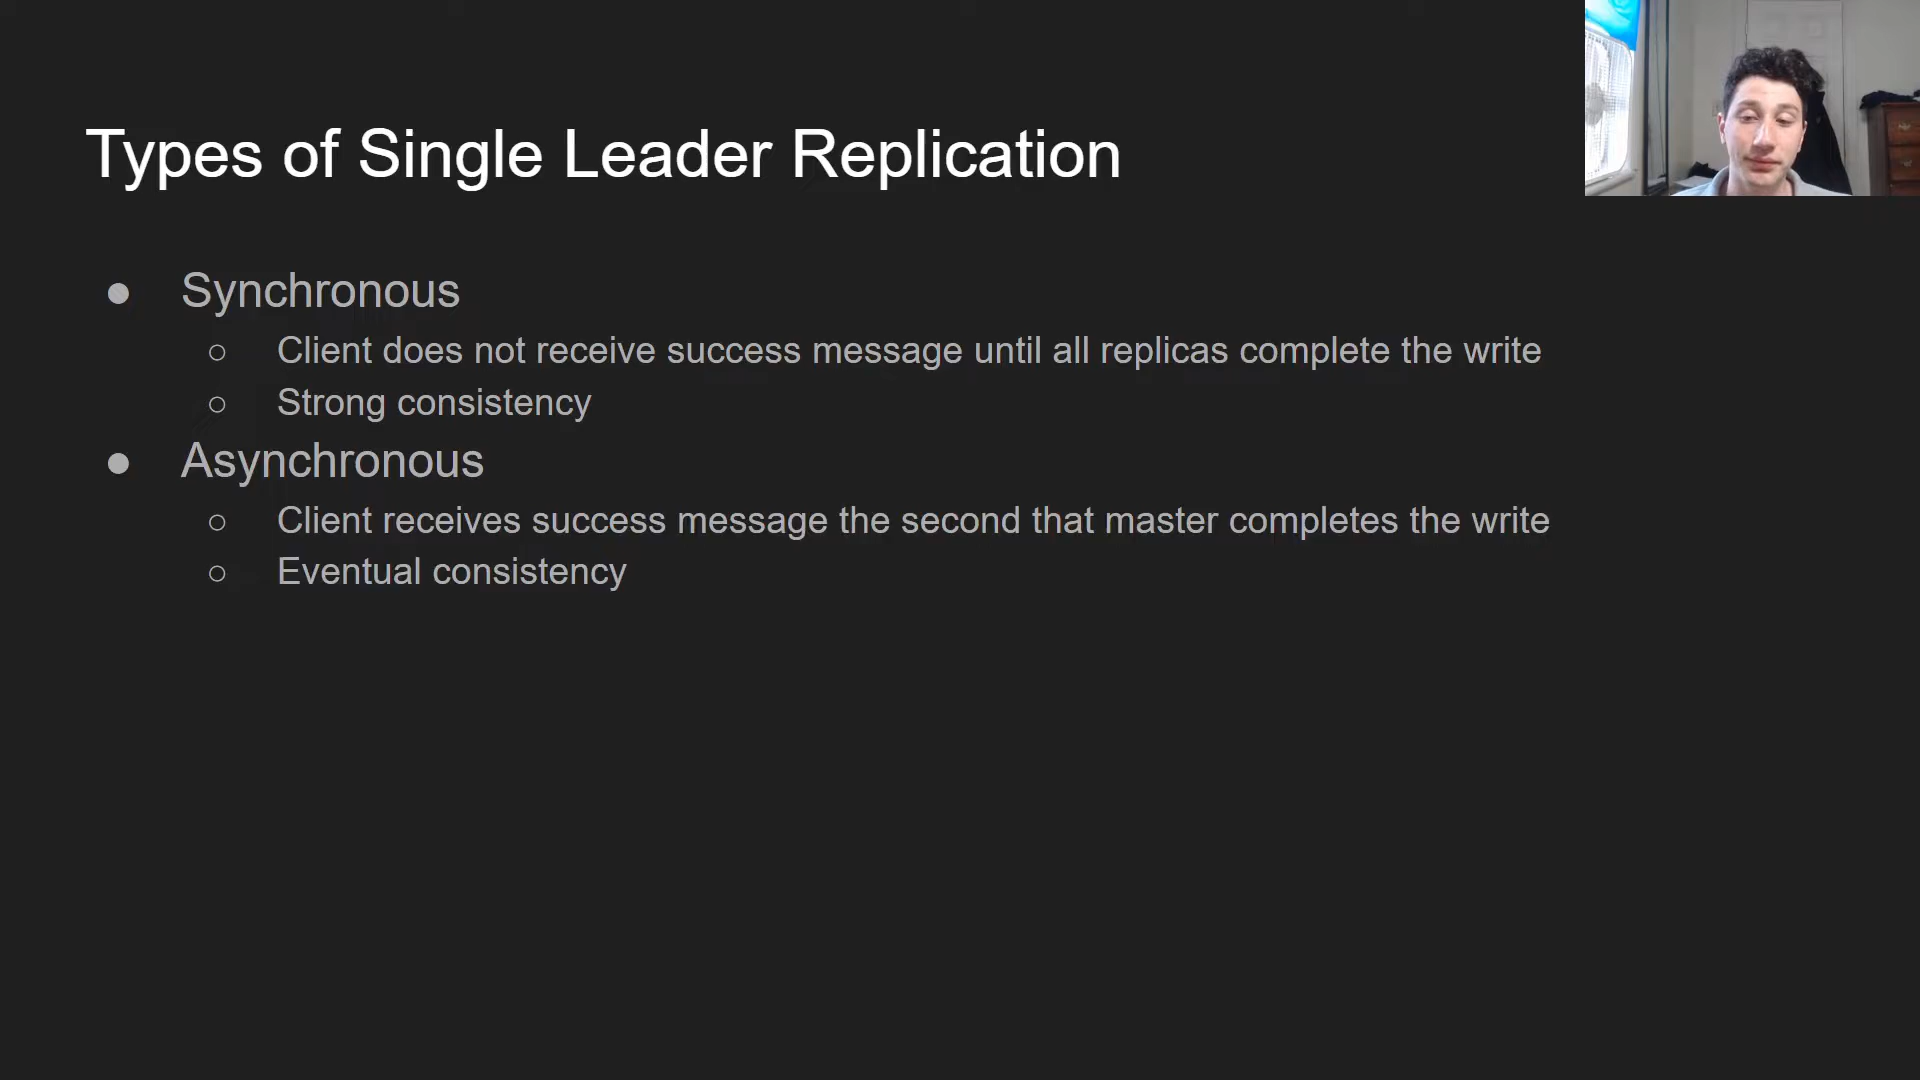 Types of Single Leader Replication
● Synchronous
○ Client does not receive success message until all replicas complete the write
○ Strong consistency
● Asynchronous
○ Client receives success message the second that master completes the write
○ Eventual consistency